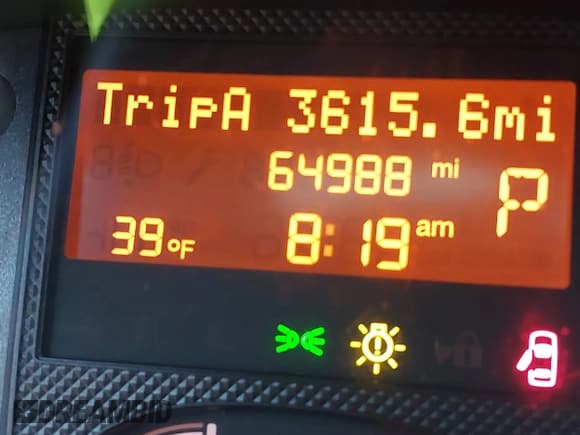 TripA 3615.6mi
64988 mi
P
39°F 8:19 am
DREAMBID